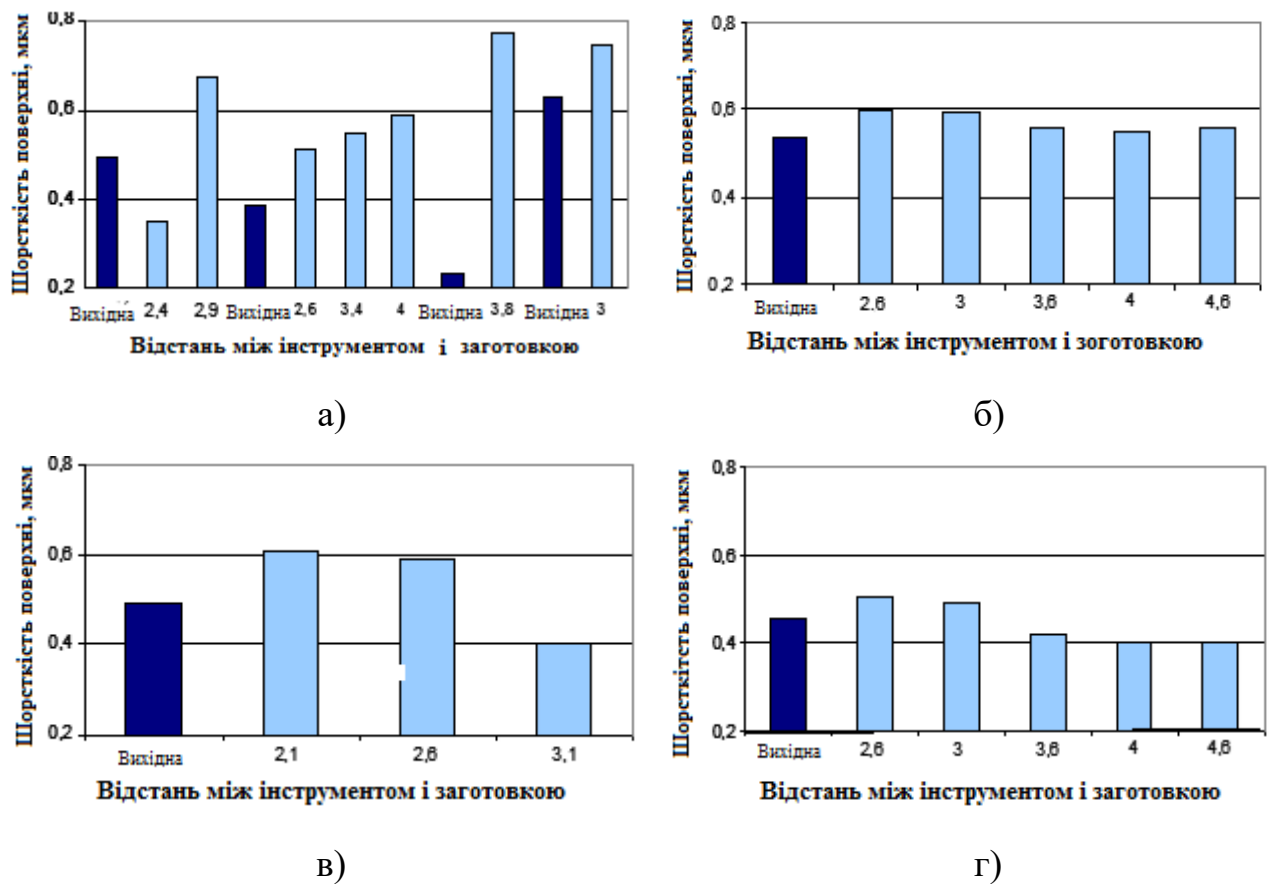 Шорсткість поверхні, мкм
0,8
0,6
0,4
0,2
Вихідна 2,4 2,9 Вихідна 2,6 3,4 4 Вихідна 3,8 Вихідна 3
Відстань між інструментом і заготовкою
а)
Шорсткість поверхні, мкм
0,8
0,6
0,4
0,2
Вихідна 2.6 3 3,6 4 4,6
Відстань між інструментом і зоготовкою
б)
Шорсткість поверхні, мкм
0,8
0,6
0,4
0,2
Вихідна 2,1 2,6 3,1
Відстань між інструментом і заготовкою
в)
Шорсткітсть поверхні, мкм
0,8
0,6
0,4
0,2
Вихідна 2,6 3 3,6 4 4,6
Відстань між інструментом і заготовкою
г)